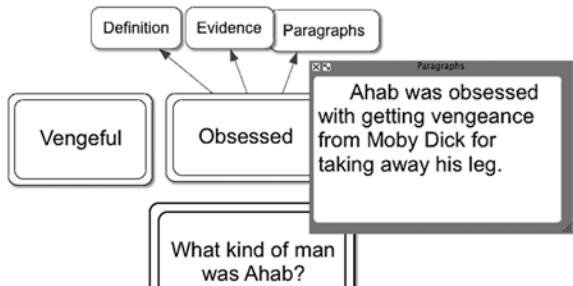 Definition
Evidence
Paragraphs
Paragraphs
Vengeful
Obsessed
Ahab was obsessed
with getting vengeance
from Moby Dick for
taking away his leg.
What kind of man
was Ahab?